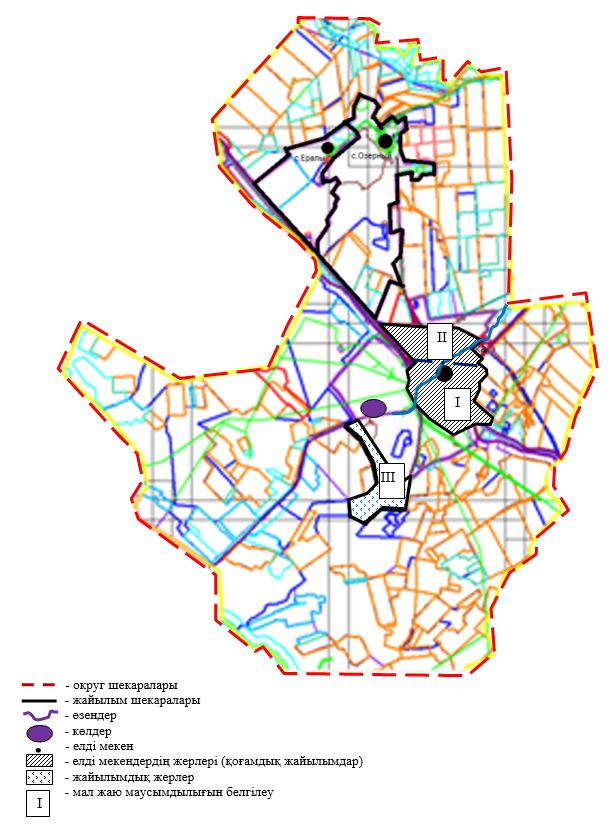 с.Ералы
с.Озерный
II
I
III
- округ шекаралары
- жайылым шекаралары
- өзендер
- көлдер
- елді мекен
- елді мекендердің жерлері (қоғамдық жайылымдар)
- жайылымдық жерлер
I - мал жаю маусымдылығын белгілеу